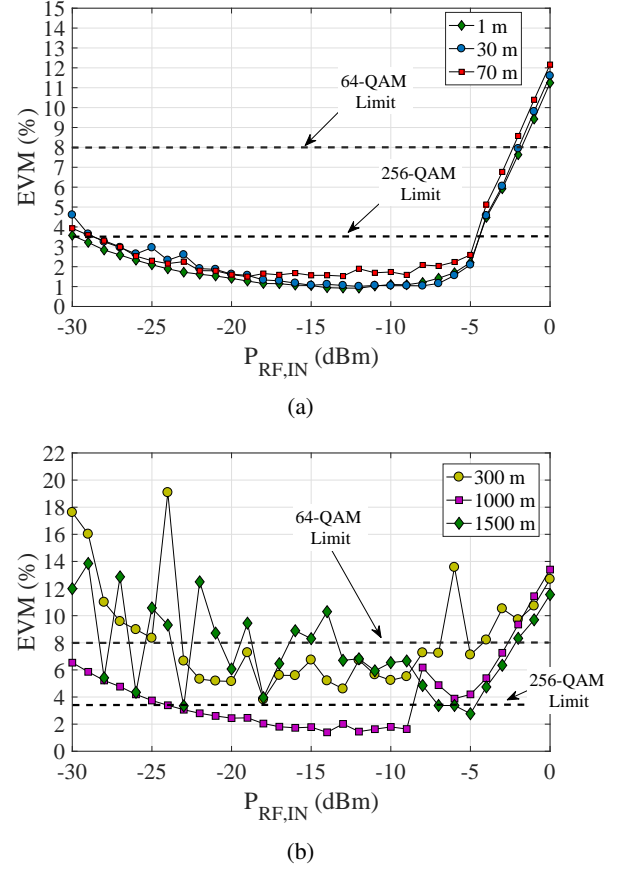 15
14
13
12
11
10
9
8
7
6
5
4
3
2
1
0
EVM (%)
1 m
30 m
70 m
64-QAM
Limit
256-QAM
Limit
-30 -25 -20 -15 -10 -5 0
P_RF,IN (dBm)
(a)
22
20
18
16
14
12
10
8
6
4
2
0
EVM (%)
300 m
1000 m
1500 m
64-QAM
Limit
256-QAM
Limit
-30 -25 -20 -15 -10 -5 0
P_RF,IN (dBm)
(b)